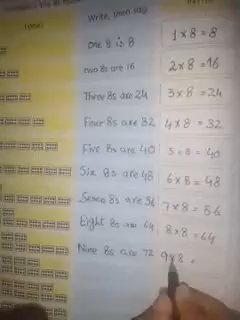 Write, then say
one 8 is 8 1 × 8 = 8
two 8s are 16 2 × 8 = 16
Three 8s are 24 3 × 8 = 24
Four 8s are 32 4 × 8 = 32
Five 8s are 40 5 × 8 = 40
Six 8s are 48 6 × 8 = 48
Seven 8s are 56 7 × 8 = 56
Eight 8s are 64 8 × 8 = 64
Nine 8s are 72 9 × 8 =